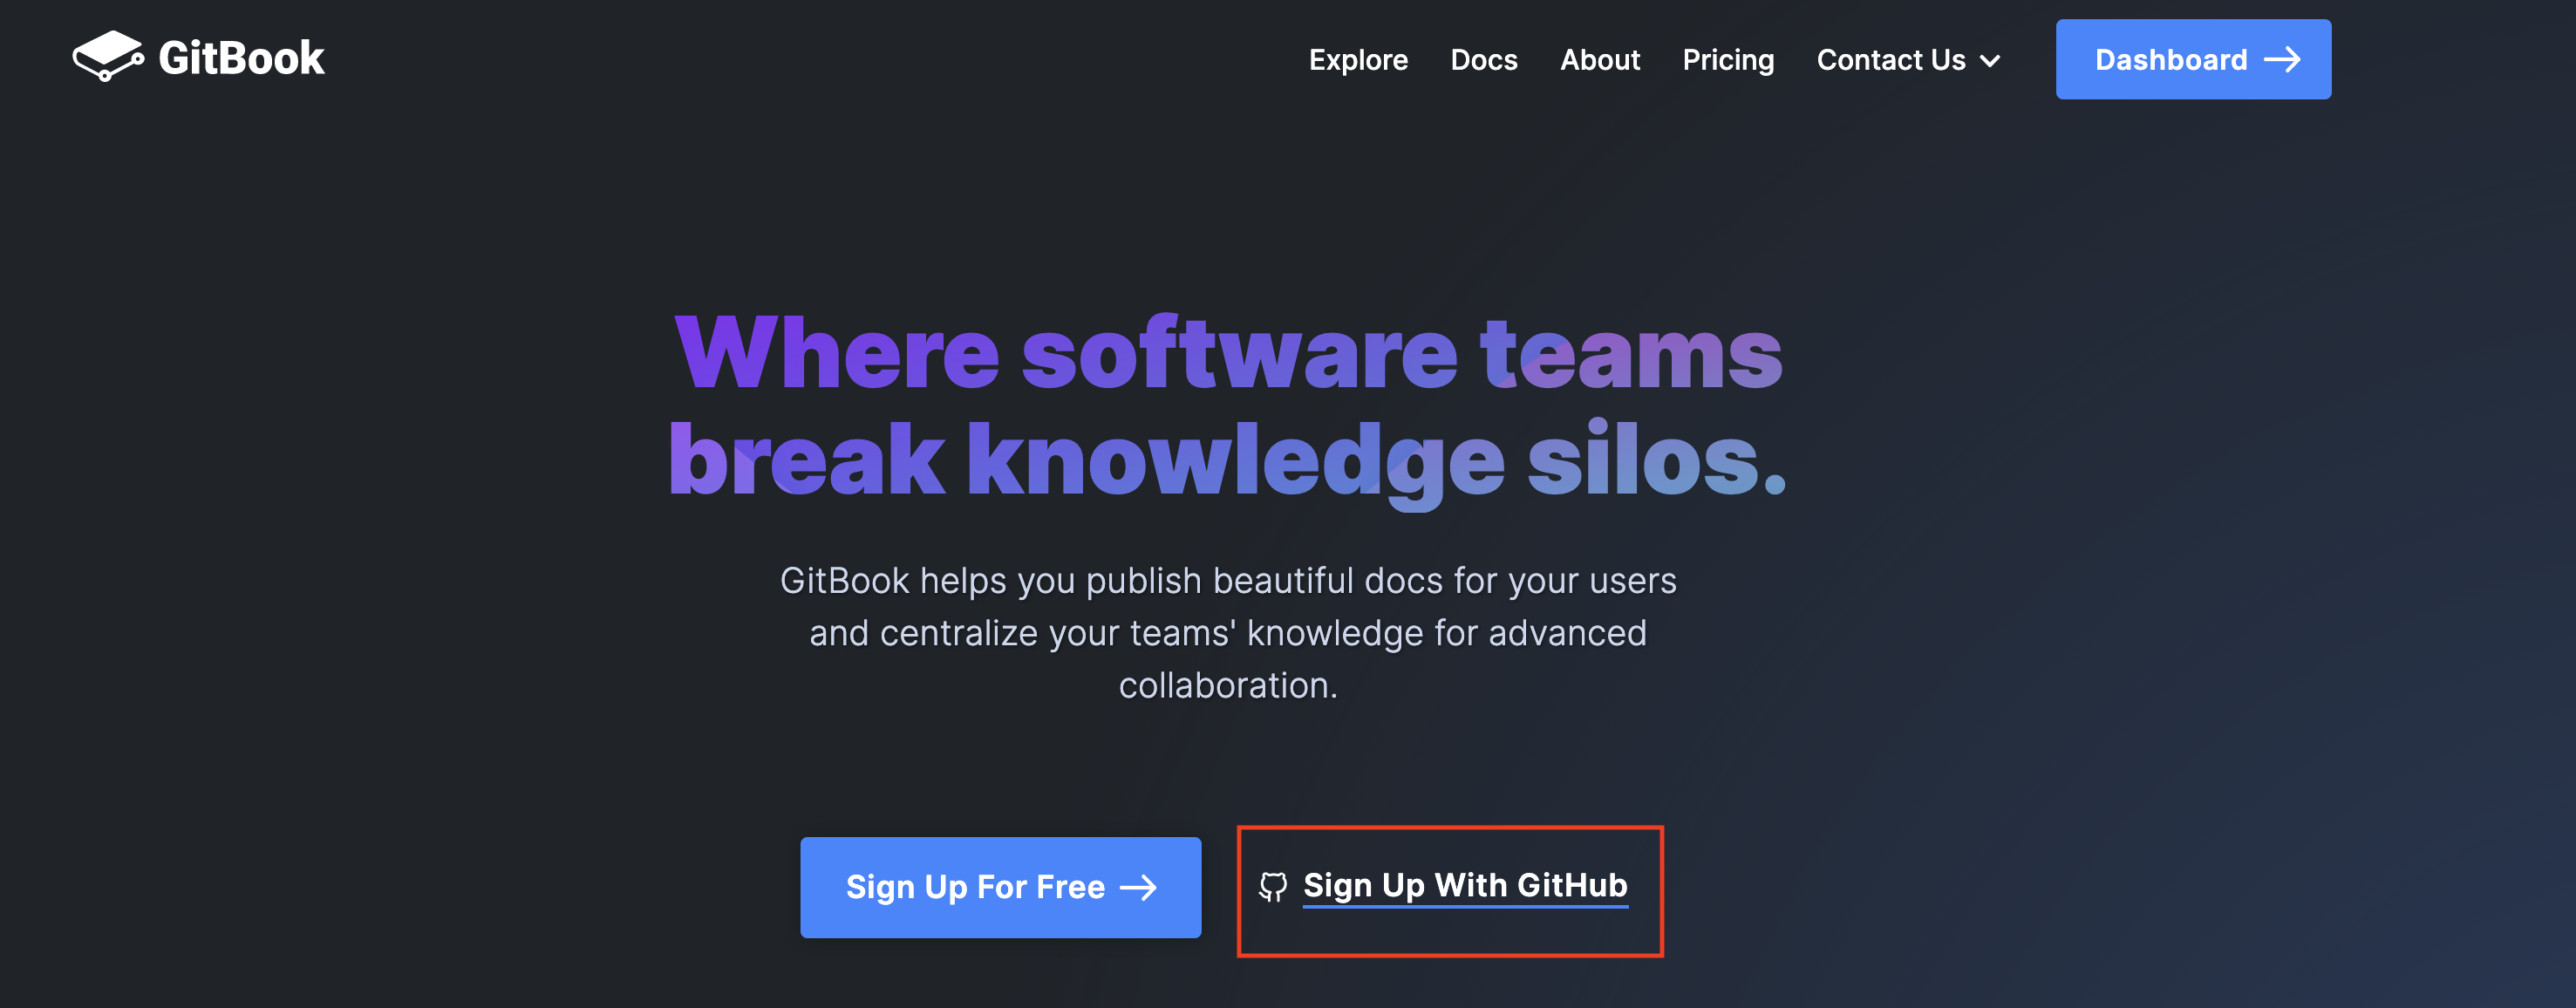 GitBook
Explore Docs About Pricing Contact Us Dashboard
Where software teams
break knowledge silos.
GitBook helps you publish beautiful docs for your users
and centralize your teams' knowledge for advanced
collaboration.
Sign Up For Free
Sign Up With GitHub